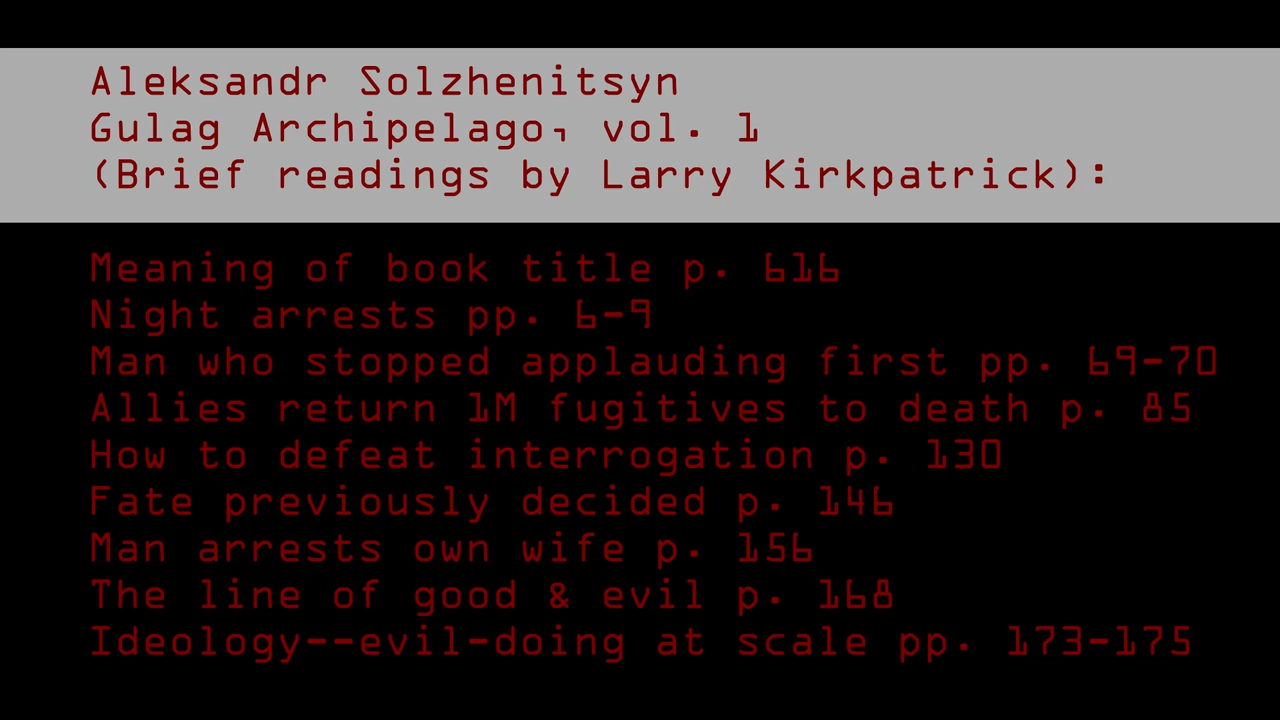 Aleksandr Solzhenitsyn
Gulag Archipelago, vol. 1
(Brief readings by Larry Kirkpatrick):
Meaning of book title p. 616
Night arrests pp. 6-9
Man who stopped applauding first pp. 69-70
Allies return 1M fugitives to death p. 85
How to defeat interrogation p. 130
Fate previously decided p. 146
Man arrests own wife p. 156
The line of good & evil p. 168
Ideology--evil-doing at scale pp. 173-175